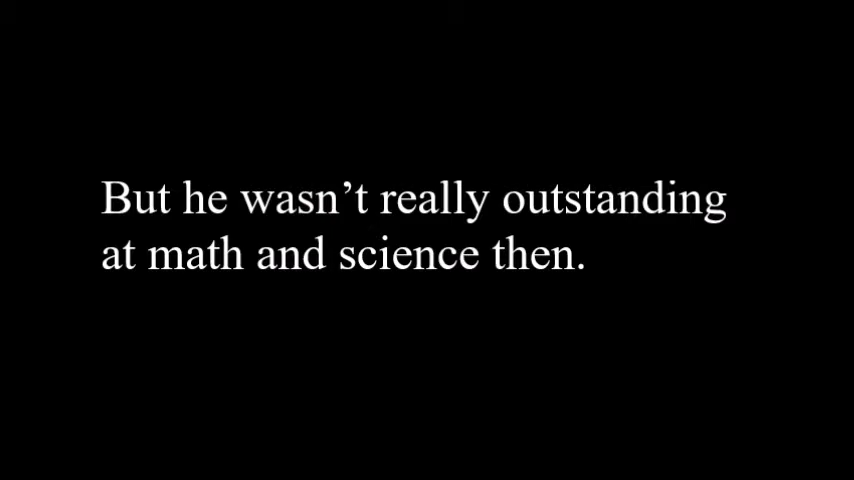 But he wasn’t really outstanding
at math and science then.